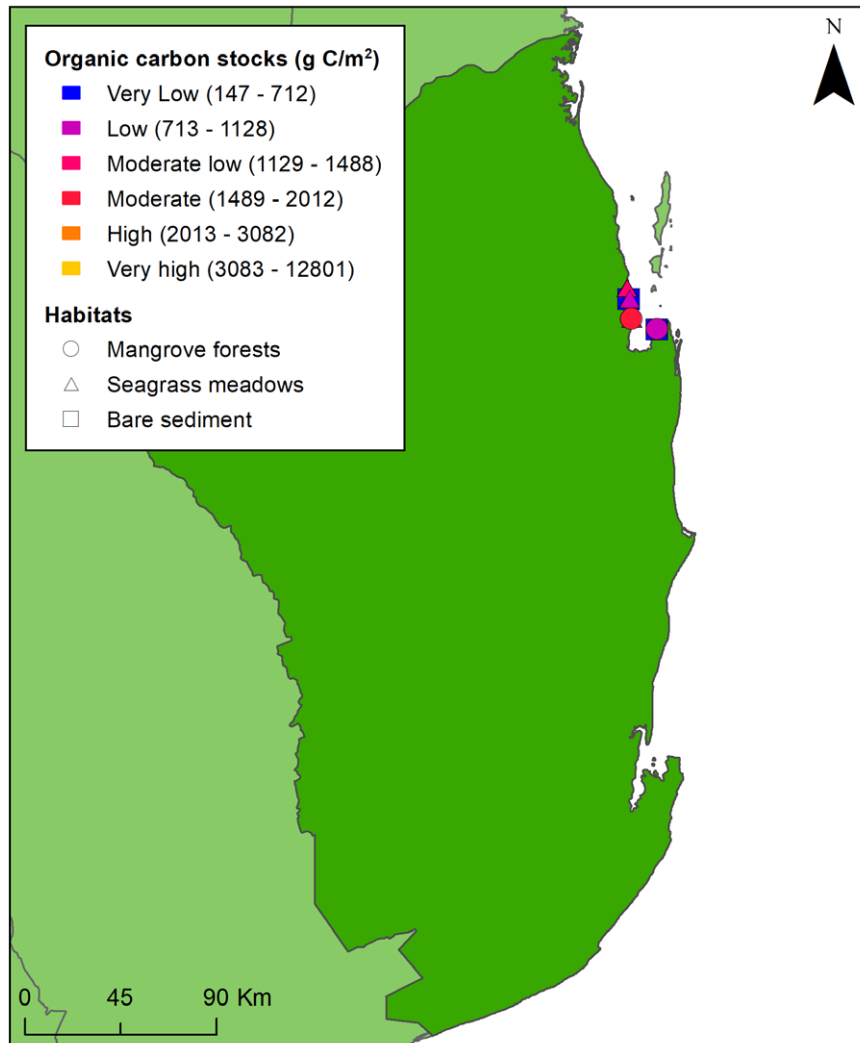 Organic carbon stocks (g C/m²)
Very Low (147 - 712)
Low (713 - 1128)
Moderate low (1129 - 1488)
Moderate (1489 - 2012)
High (2013 - 3082)
Very high (3083 - 12801)
Habitats
Mangrove forests
Seagrass meadows
Bare sediment
N
0 45 90 Km